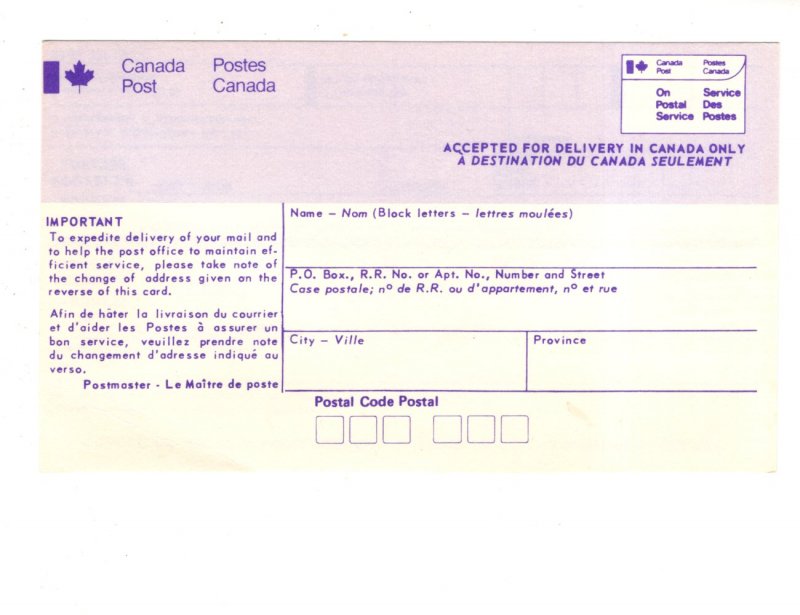 Canada Postes
Post Canada
Canada Postes
Post Canada
On Service
Postal Des
Service Postes
ACCEPTED FOR DELIVERY IN CANADA ONLY
À DESTINATION DU CANADA SEULEMENT
IMPORTANT
To expedite delivery of your mail and
to help the post office to maintain ef-
ficient service, please take note of
the change of address given on the
reverse of this card.
Afin de hâter la livraison du courrier
et d'aider les Postes à assurer un
bon service, veuillez prendre note
du changement d'adresse indiqué au
verso.
Postmaster - Le Maître de poste
Name – Nom (Block letters – lettres moulées)
P.O. Box., R.R. No. or Apt. No., Number and Street
Case postale; nº de R.R. ou d'appartement, nº et rue
City – Ville
Province
Postal Code Postal